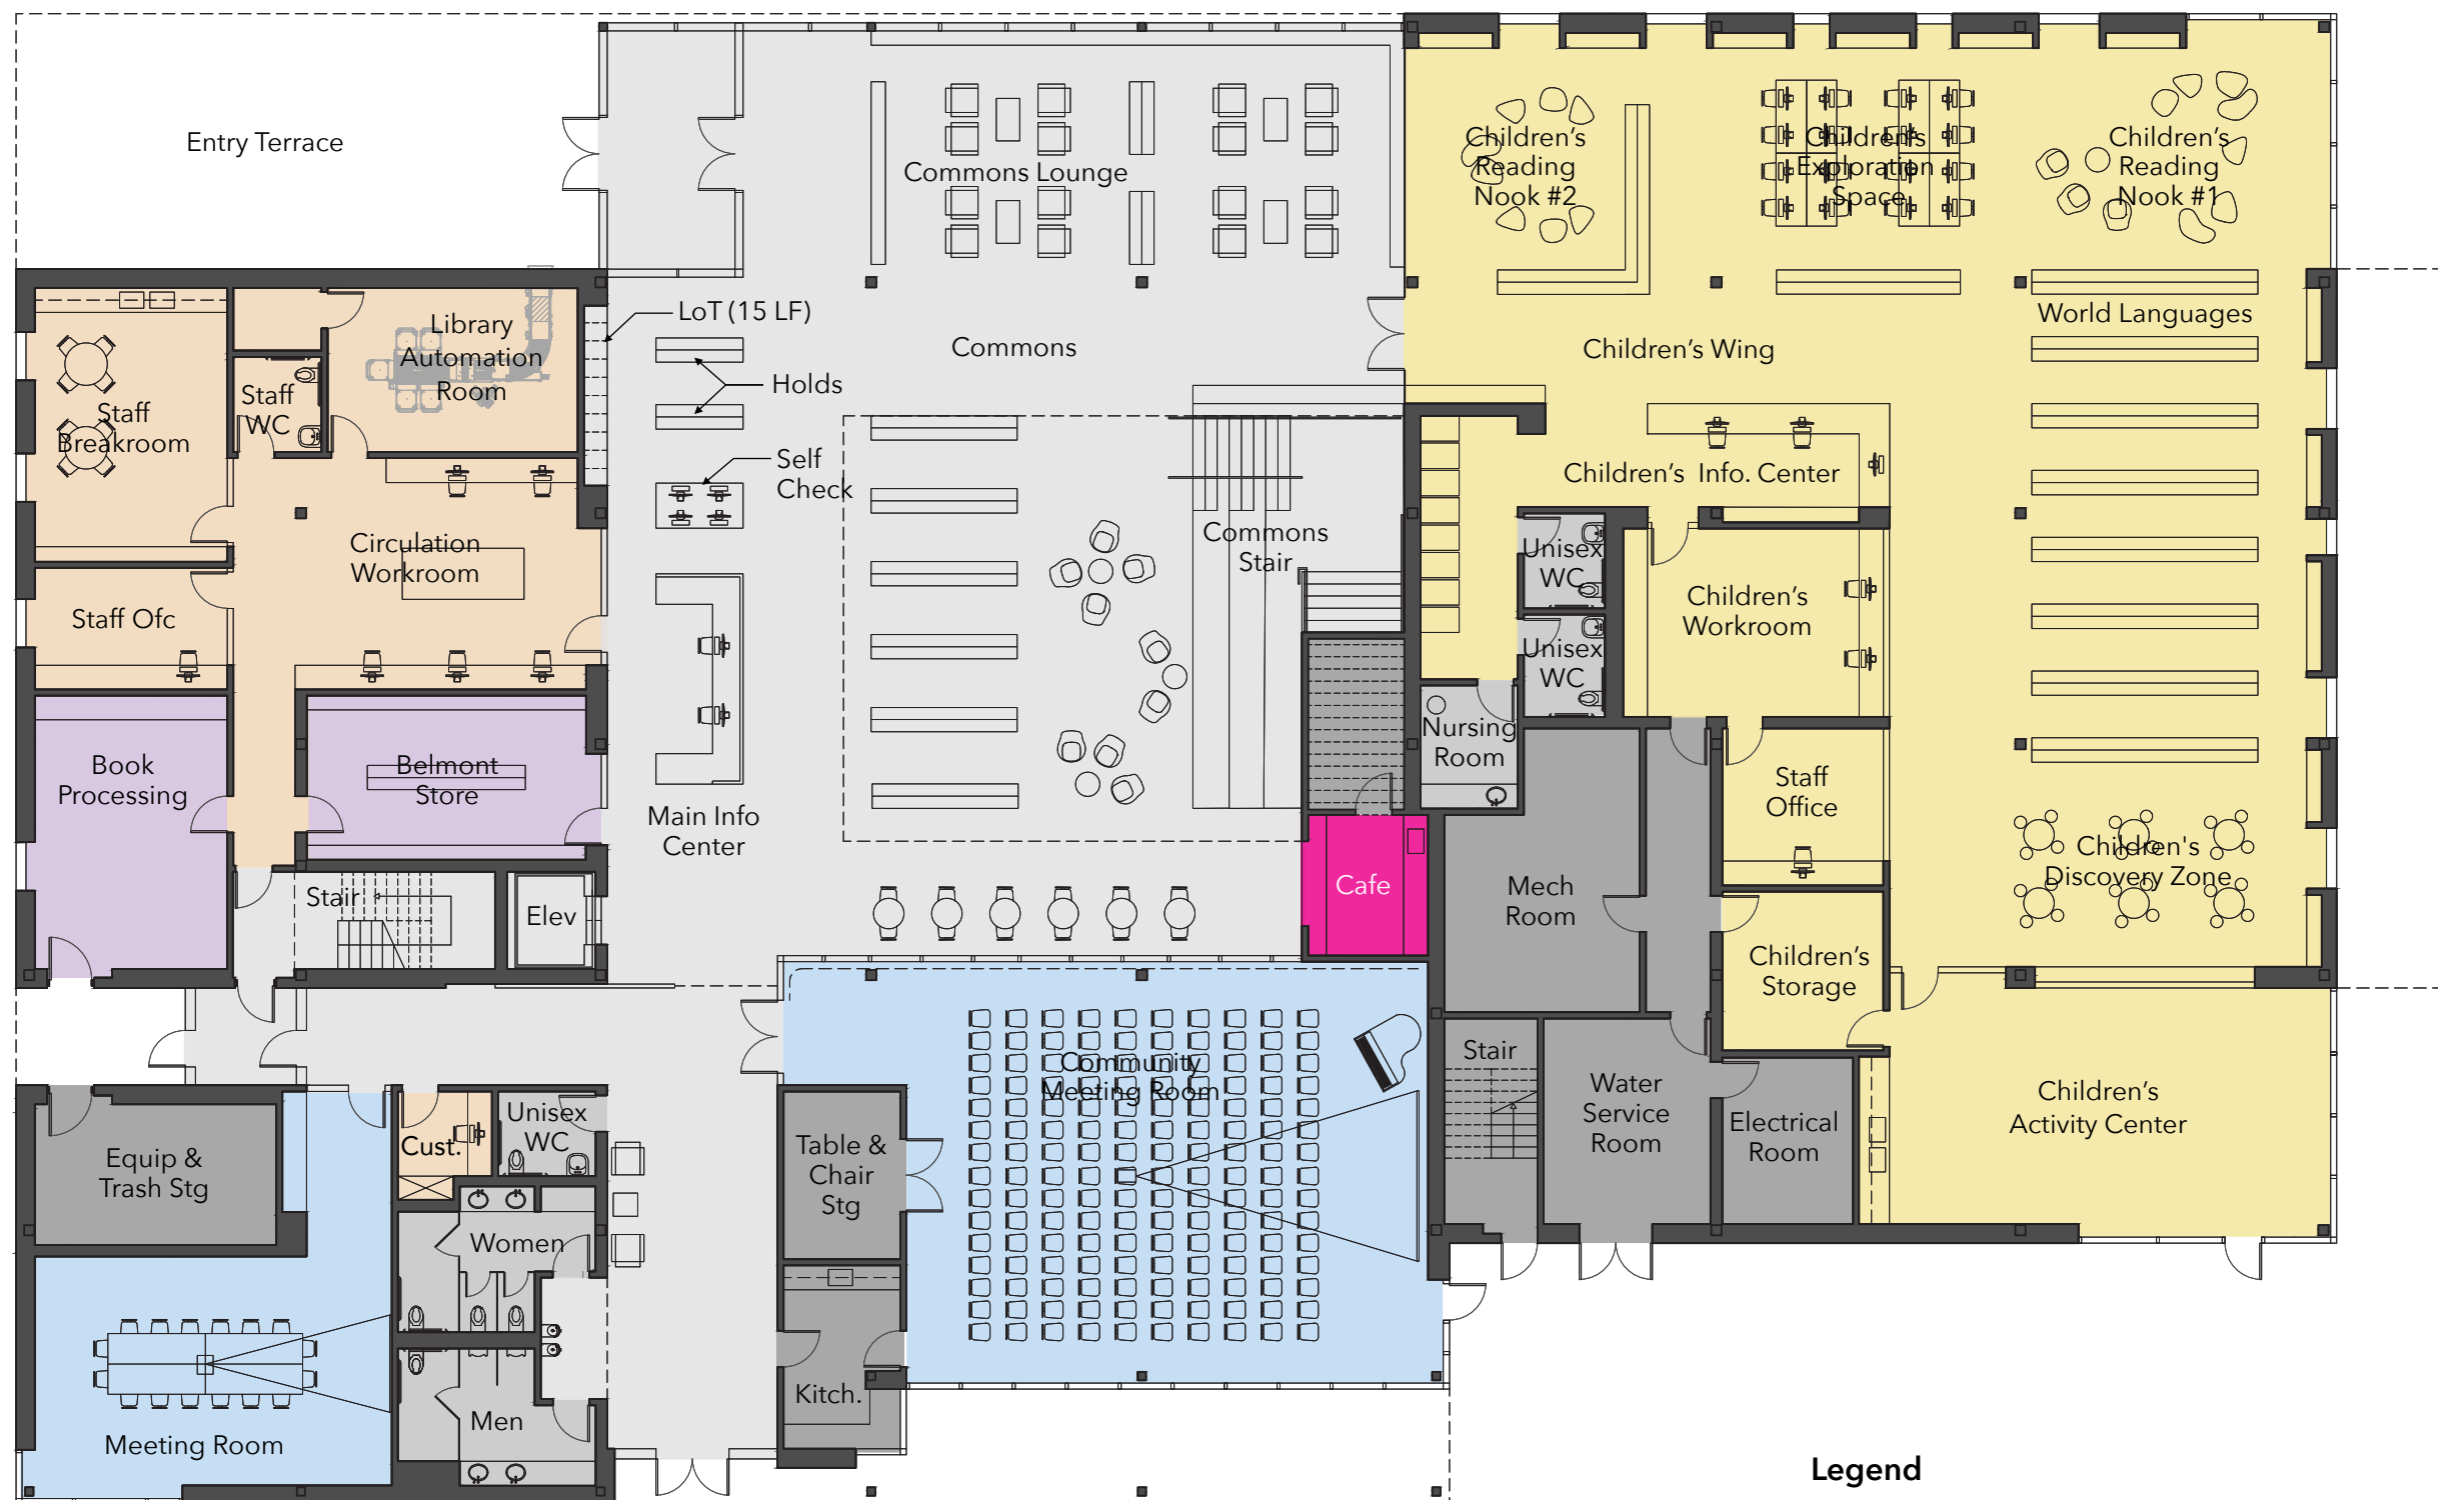 Entry Terrace
Commons Lounge
Children's
Reading
Nook #2
Children's
Exploration
Space
Children's
Reading
Nook #1
LoT (15 LF)
Library
Automation
Room
Commons
Children's Wing
World Languages
Holds
Staff
WC
Staff
Breakroom
Self
Check
Children's Info. Center
Circulation
Workroom
Commons
Stair
Unisex
WC
Staff Ofc
Children's
Workroom
Unisex
WC
Nursing
Room
Book
Processing
Belmont
Store
Staff
Office
Main Info
Center
Children's
Discovery Zone
Stair
Elev
Cafe
Mech
Room
Children's
Storage
Community
Meeting Room
Stair
Water
Service
Room
Electrical
Room
Children's
Activity Center
Equip &
Trash Stg
Cust.
Unisex
WC
Table &
Chair
Stg
Women
Kitch.
Men
Meeting Room
Legend